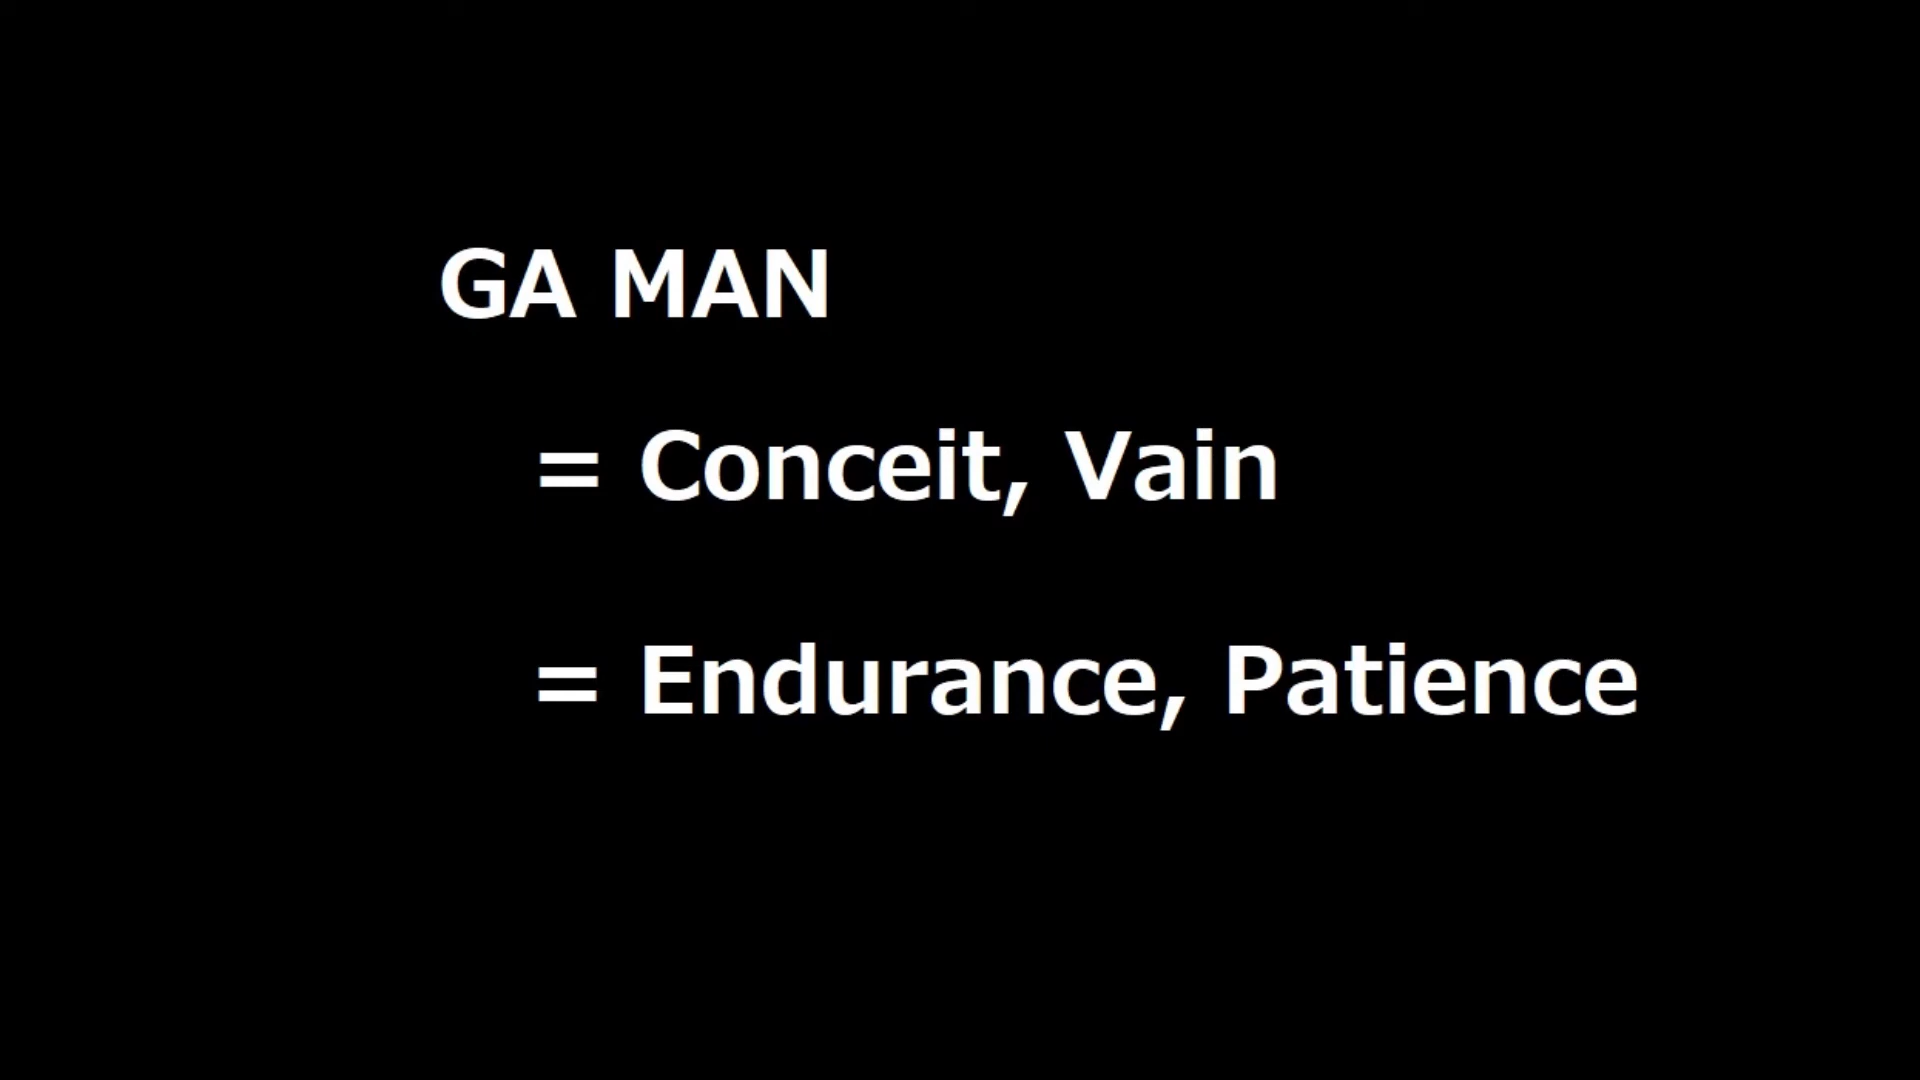 GA MAN
= Conceit, Vain
= Endurance, Patience